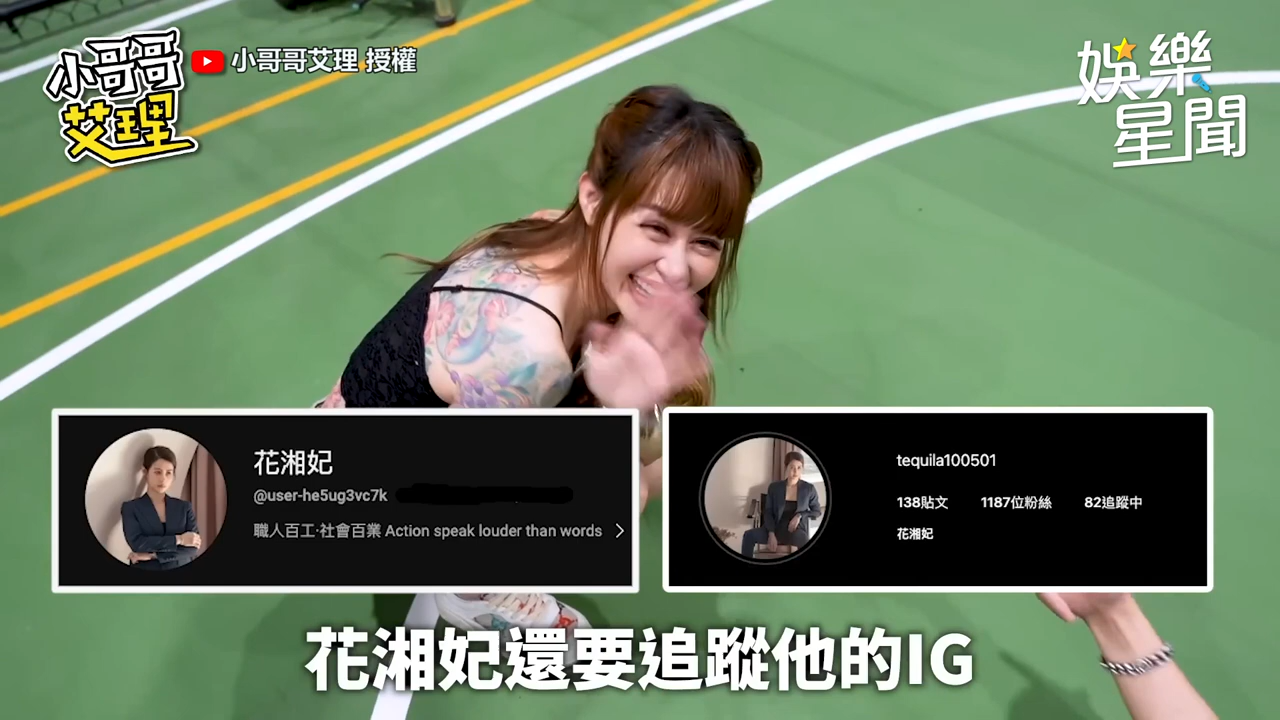 小哥哥
艾理
小哥哥艾理 授權
娛樂
星聞
花湘妃
@user-he5ug3vc7k
職人百工·社會百業 Action speak louder than words
tequila100501
138貼文 1187位粉絲 82追蹤中
花湘妃
花湘妃還要追蹤他的IG